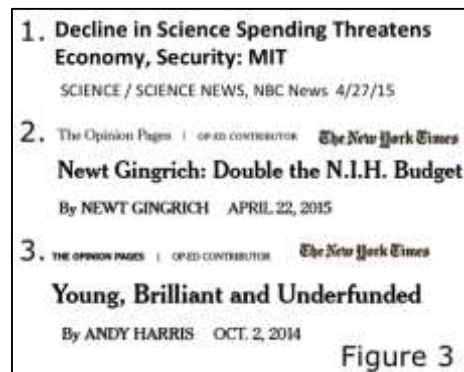 1. Decline in Science Spending Threatens
Economy, Security: MIT
SCIENCE / SCIENCE NEWS, NBC News 4/27/15
2. The Opinion Pages | OP-ED CONTRIBUTOR The New York Times
Newt Gingrich: Double the N.I.H. Budget
By NEWT GINGRICH APRIL 22, 2015
3. THE OPINION PAGES | OP-ED CONTRIBUTOR The New York Times
Young, Brilliant and Underfunded
By ANDY HARRIS OCT. 2, 2014
Figure 3